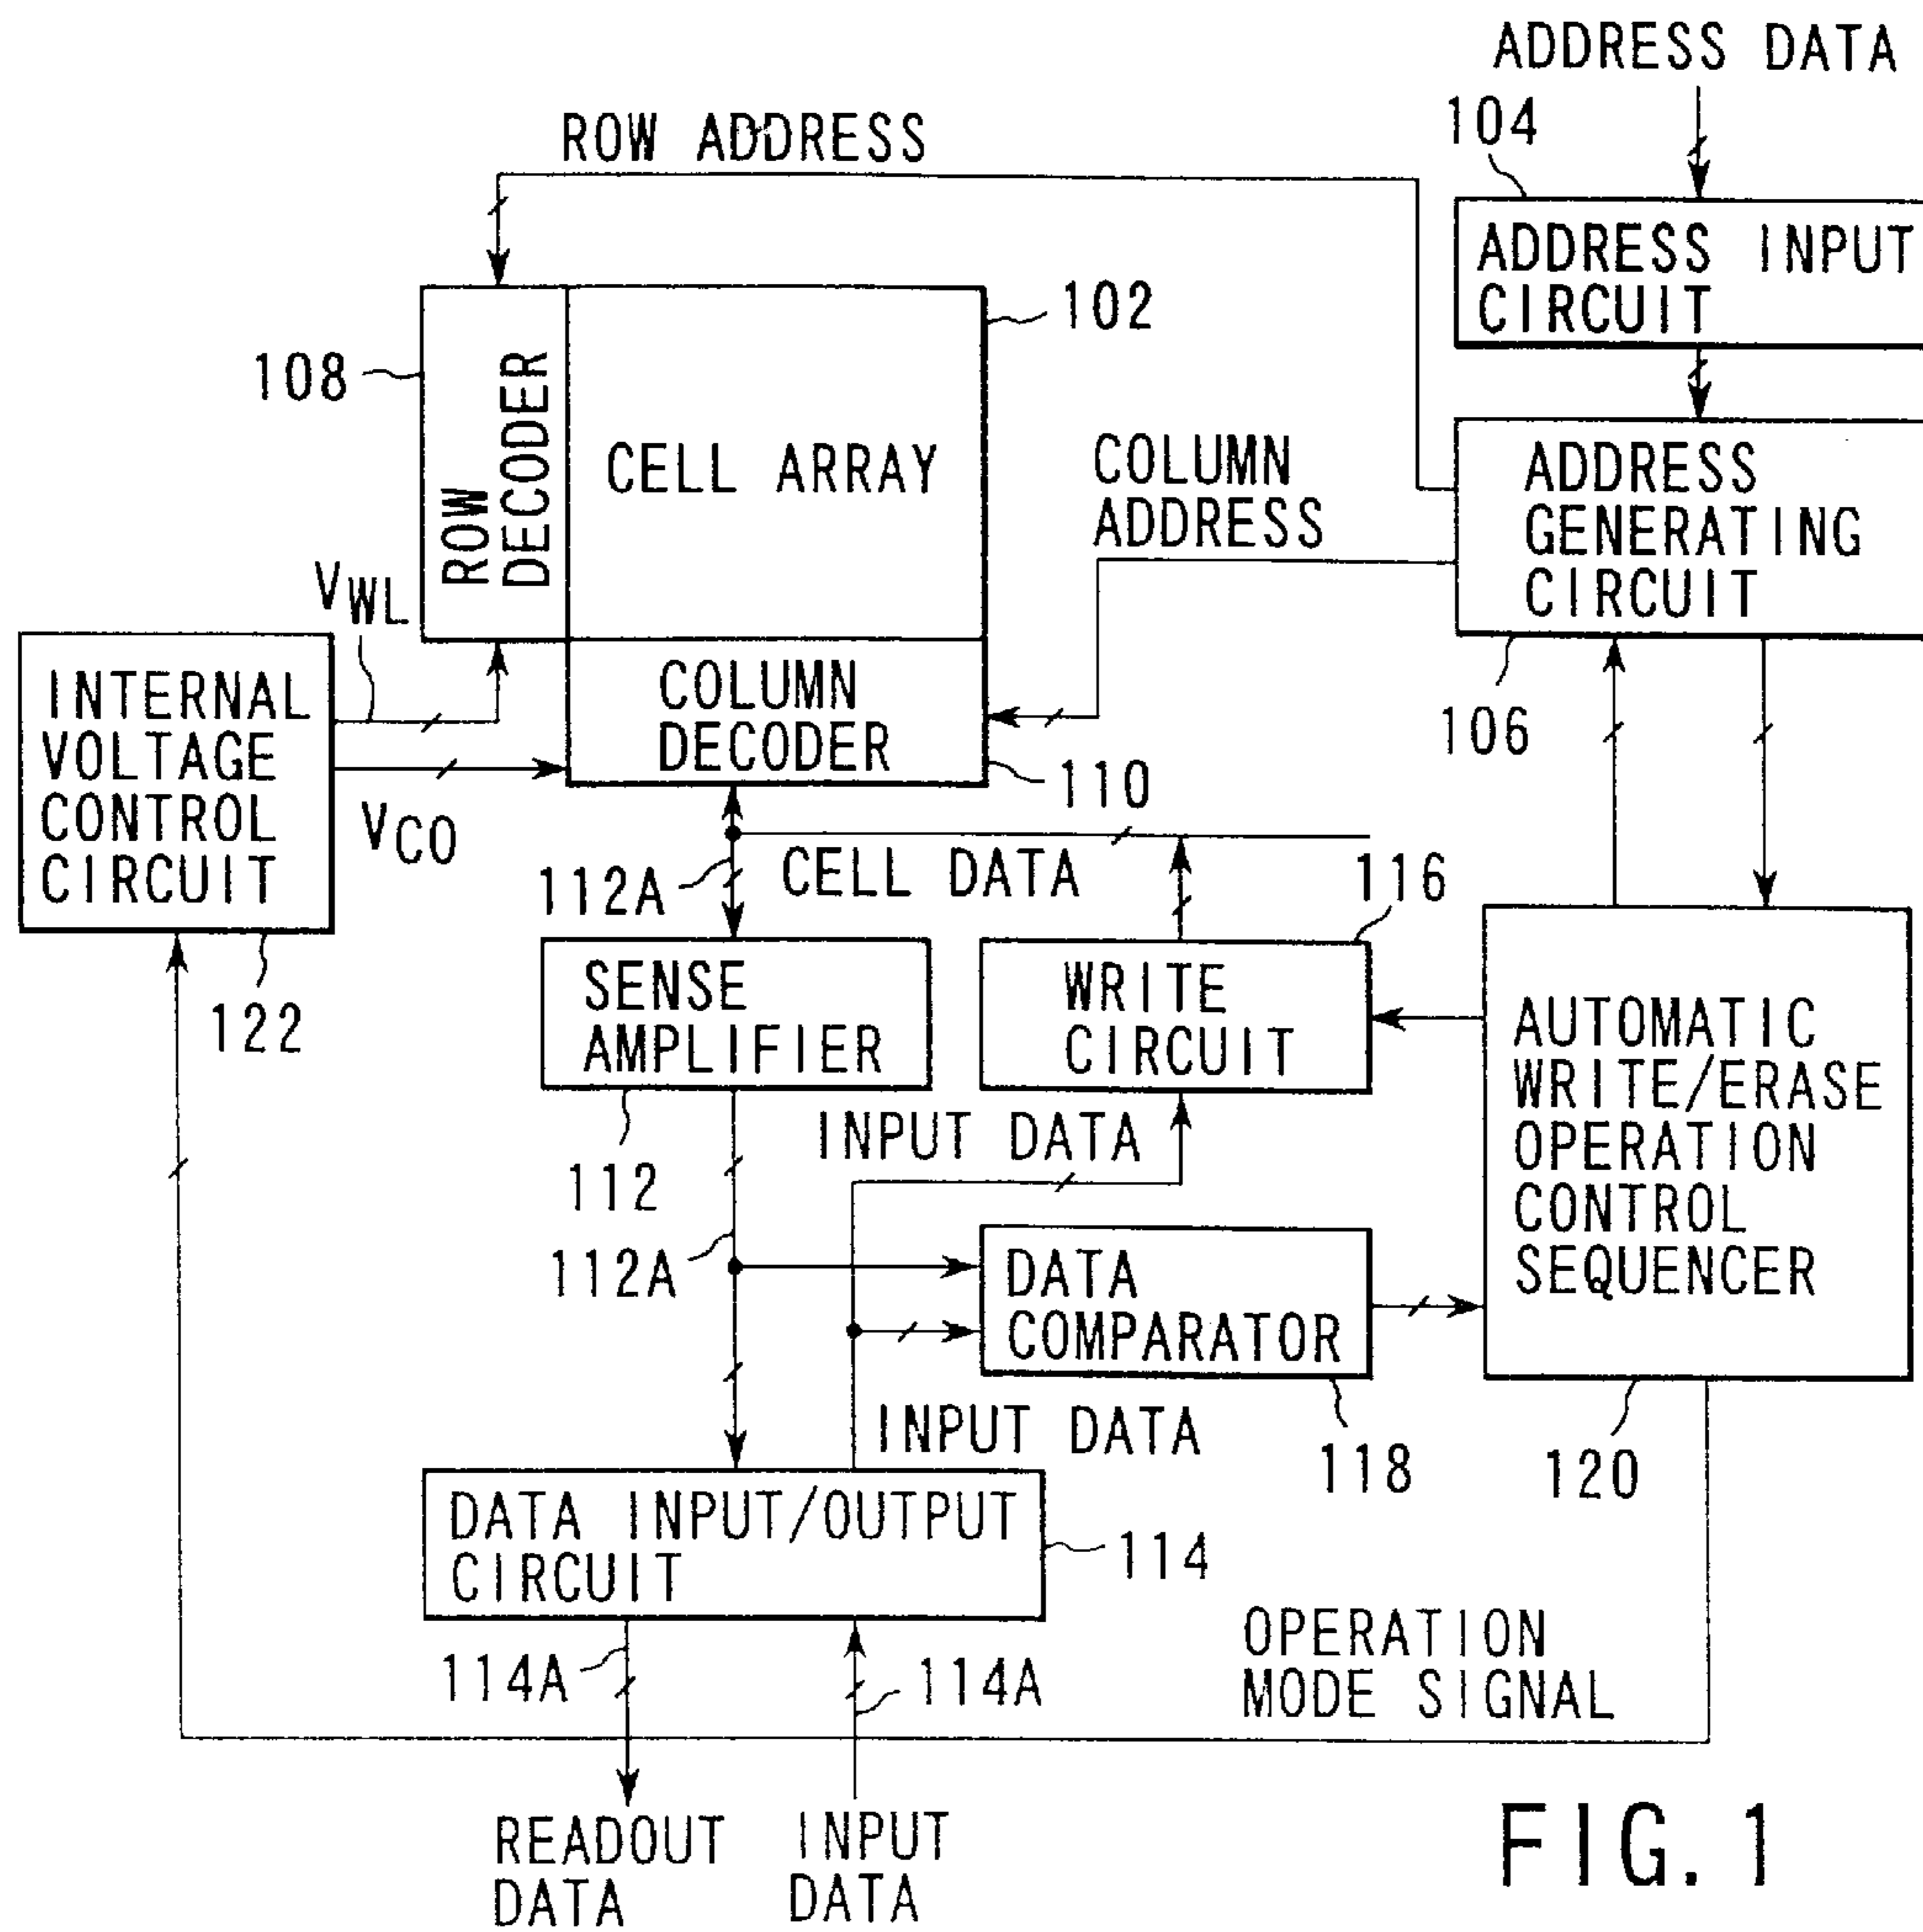 ADDRESS DATA
104
ROW ADDRESS
ADDRESS INPUT
CIRCUIT
102
108
ROW
DECODER
CELL ARRAY
COLUMN
ADDRESS
ADDRESS
GENERATING
CIRCUIT
VWL
INTERNAL
VOLTAGE
CONTROL
CIRCUIT
COLUMN
DECODER
106
110
VCO
112A
CELL DATA
116
122
SENSE
AMPLIFIER
WRITE
CIRCUIT
AUTOMATIC
WRITE/ERASE
OPERATION
CONTROL
SEQUENCER
INPUT DATA
112
112A
DATA
COMPARATOR
INPUT DATA
118
120
DATA INPUT/OUTPUT
CIRCUIT
114
OPERATION
MODE SIGNAL
114A
114A
READOUT
DATA
INPUT
DATA
FIG. 1